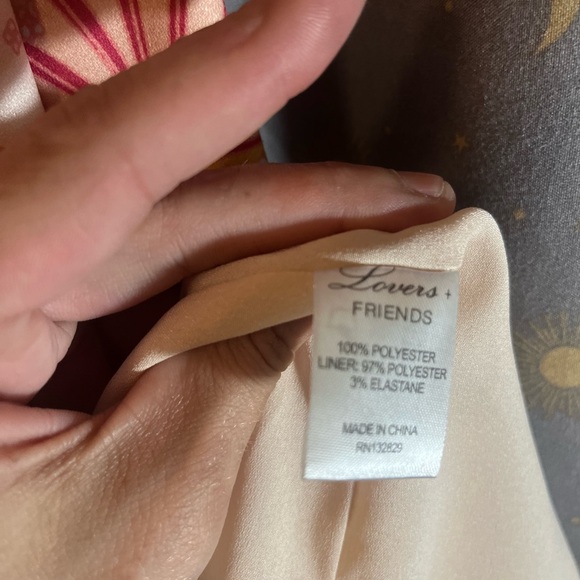 Lovers +
FRIENDS
100% POLYESTER
LINER: 97% POLYESTER
3% ELASTANE
MADE IN CHINA
RN132829